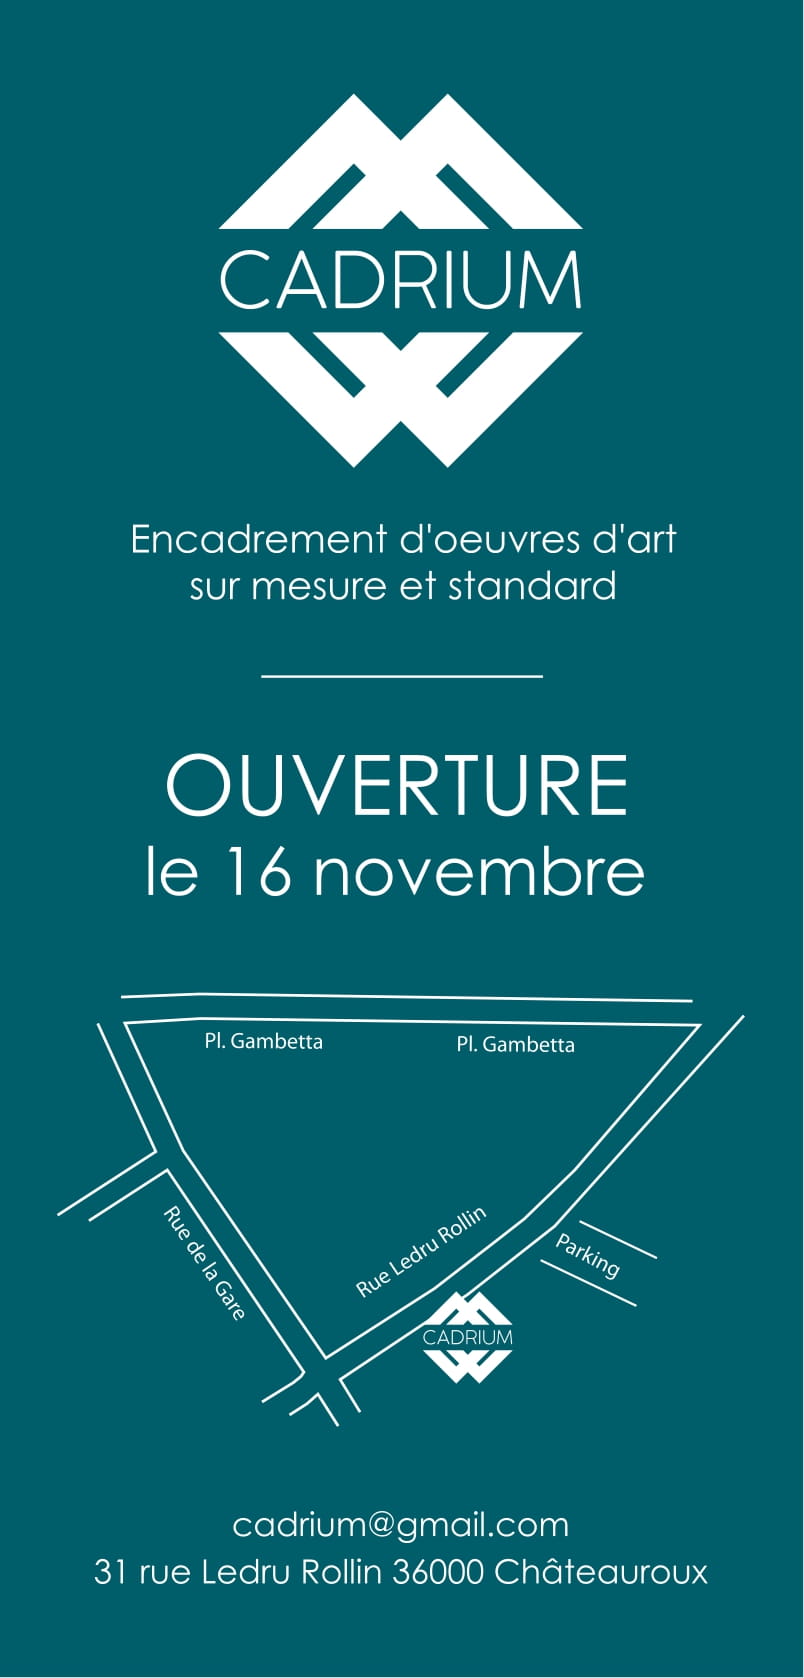 CADRIUM
Encadrement d'oeuvres d'art
sur mesure et standard
OUVERTURE
le 16 novembre
Pl. Gambetta
Pl. Gambetta
Rue de la Gare
Rue Ledru Rollin
Parking
CADRIUM
cadrium@gmail.com
31 rue Ledru Rollin 36000 Châteauroux